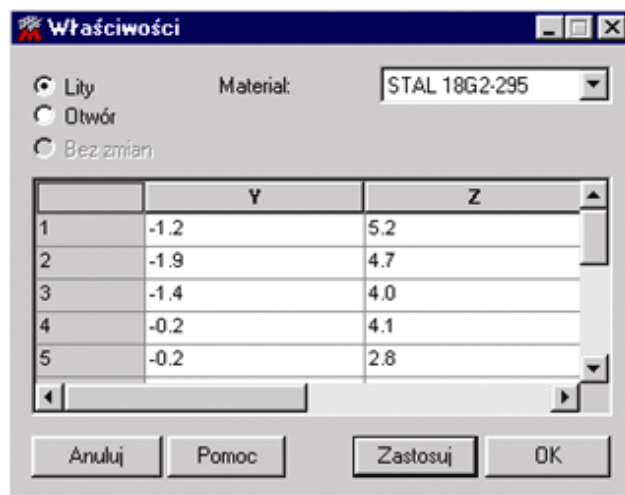 Właściwości
Lity Materiał: STAL 18G2-295
Otwór
Bez zmian
Y Z
1 -1.2 5.2
2 -1.9 4.7
3 -1.4 4.0
4 -0.2 4.1
5 -0.2 2.8
Anuluj Pomoc Zastosuj OK